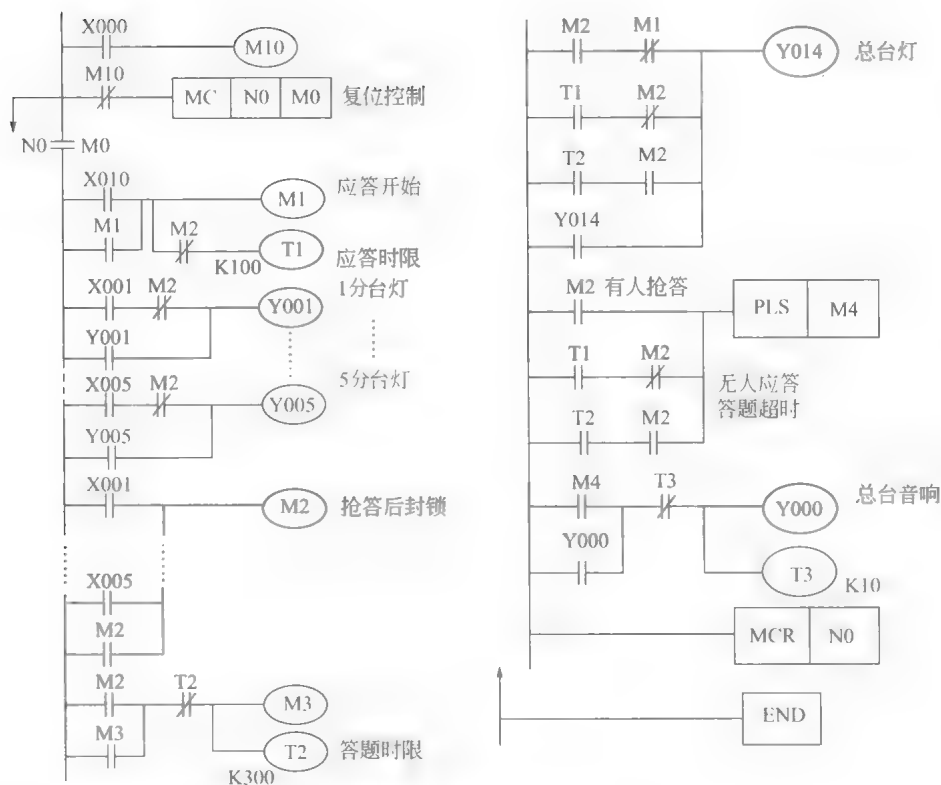 X000
M10
M10
MC N0 M0 复位控制
N0 M0
X010
M1 应答开始
M1
M2
K100 T1 应答时限
X001 M2
Y001 1分台灯
Y001
X005 M2
Y005 5分台灯
Y005
X001
M2 抢答后封锁
X005
M2
M2 T2
M3
M3
T2 答题时限
K300
M2 M1
Y014 总台灯
T1 M2
T2 M2
Y014
M2 有人抢答
PLS M4
T1 M2
无人应答
答题超时
T2 M2
M4 T3
Y000 总台音响
Y000
T3 K10
MCR N0
END